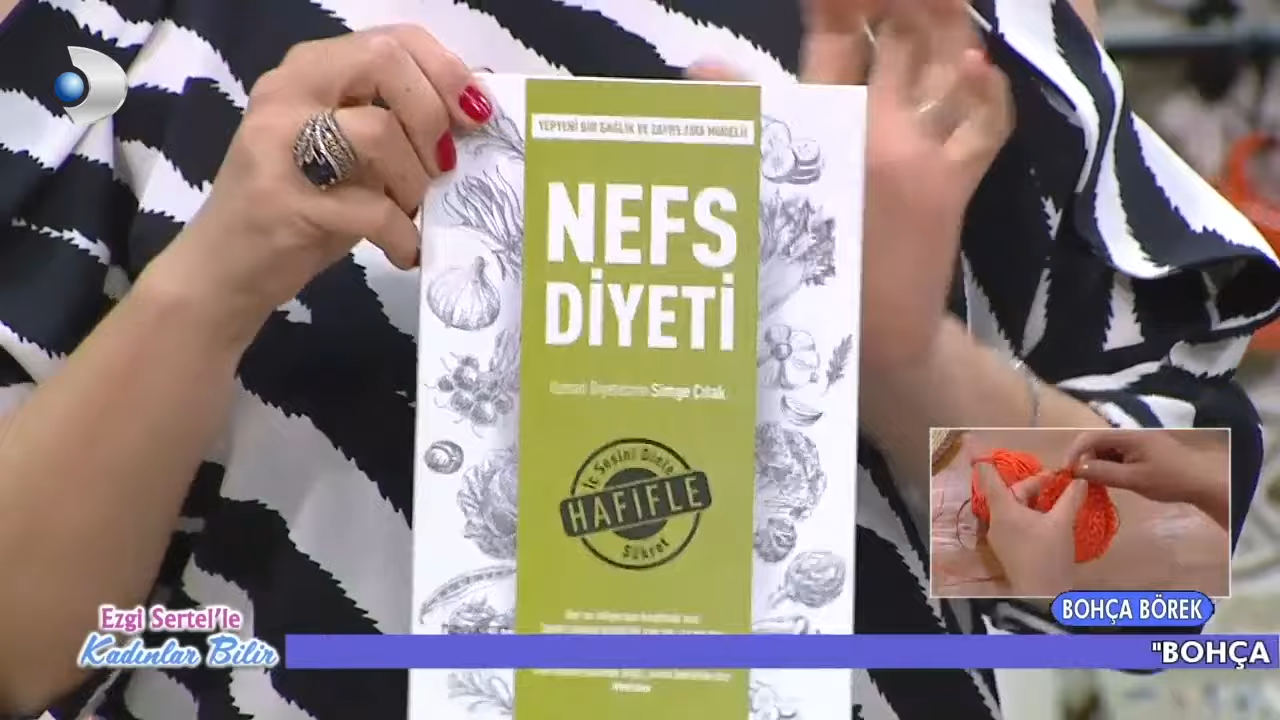 YEPYENİ BİR SAĞLIK VE ZAYIFLAMA MODELİ
NEFS
DİYETİ
Uzman Diyetisyen Simge Çıtak
İç Sesini Dinle
HAFİFLE
Şükret
BOHÇA BÖREK
Ezgi Sertel'le
Kadınlar Bilir
"BOHÇA